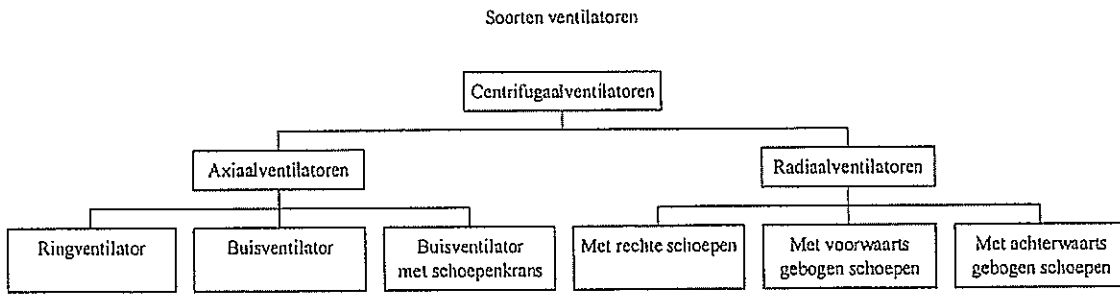 Soorten ventilatoren
Centrifugaalventilatoren
Axiaalventilatoren
Radiaalventilatoren
Ringventilator
Buisventilator
Buisventilator
met schoepenkrans
Met rechte schoepen
Met voorwaarts
gebogen schoepen
Met achterwaarts
gebogen schoepen